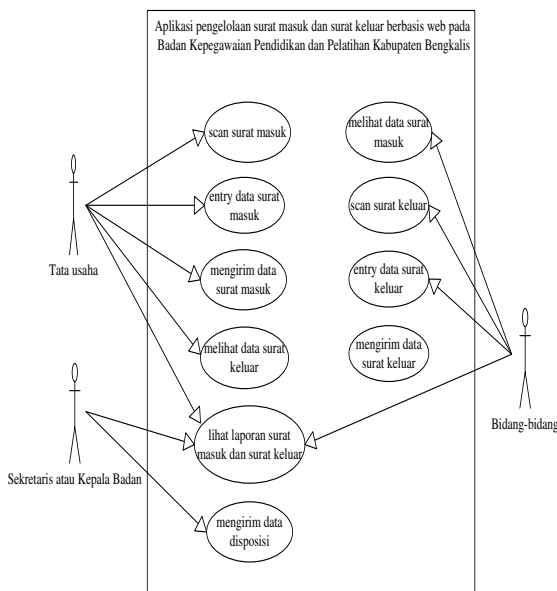 Aplikasi pengelolaan surat masuk dan surat keluar berbasis web pada
Badan Kepegawaian Pendidikan dan Pelatihan Kabupaten Bengkalis
scan surat masuk
melihat data surat
masuk
entry data surat
masuk
scan surat keluar
Tata usaha
mengirim data
surat masuk
entry data surat
keluar
melihat data surat
keluar
mengirim data
surat keluar
lihat laporan surat
masuk dan surat keluar
Bidang-bidang
Sekretaris atau Kepala Badan
mengirim data
disposisi